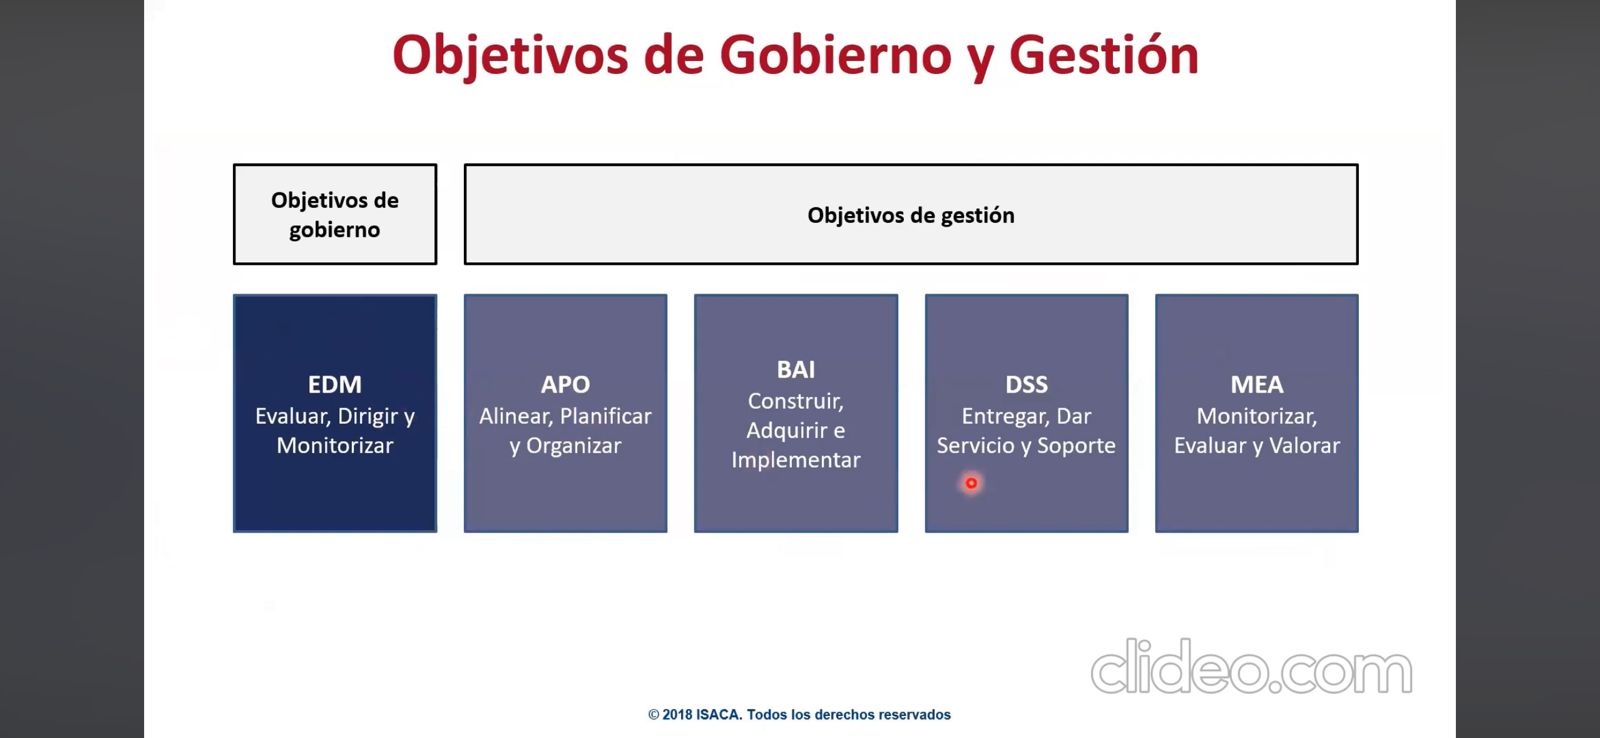 Objetivos de Gobierno y Gestión
Objetivos de
gobierno
Objetivos de gestión
EDM
Evaluar, Dirigir y
Monitorizar
APO
Alinear, Planificar
y Organizar
BAI
Construir,
Adquirir e
Implementar
DSS
Entregar, Dar
Servicio y Soporte
MEA
Monitorizar,
Evaluar y Valorar
clideo.com
© 2018 ISACA. Todos los derechos reservados